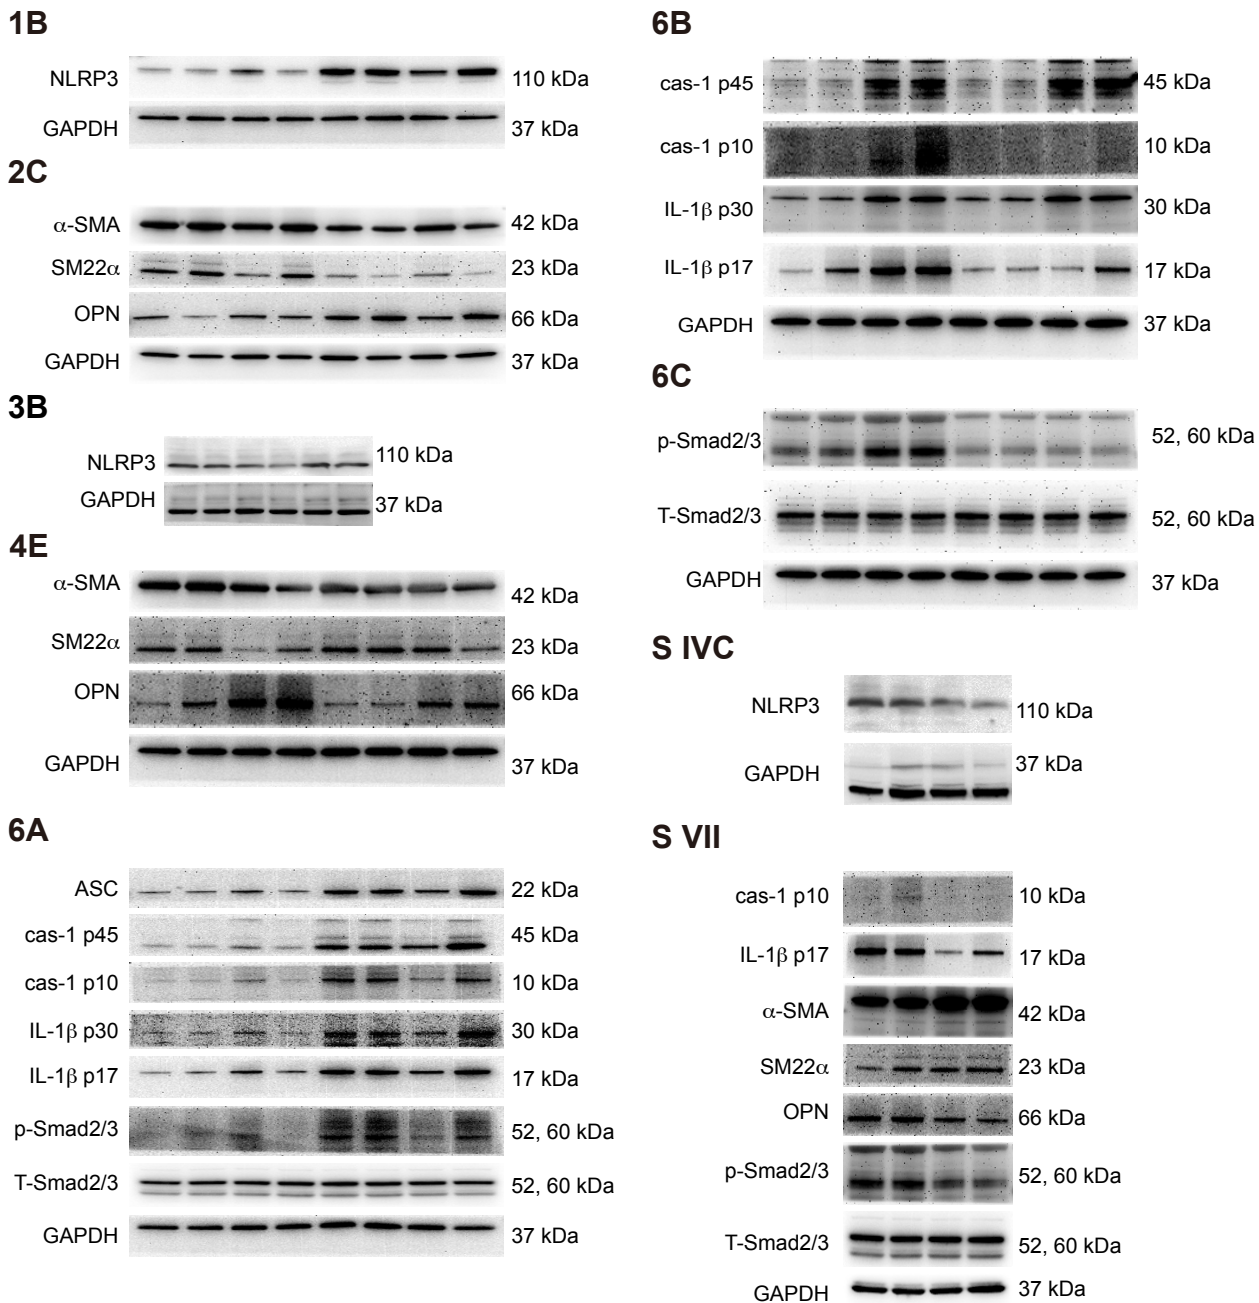 1B
NLRP3 110 kDa
GAPDH 37 kDa
2C
α-SMA 42 kDa
SM22α 23 kDa
OPN 66 kDa
GAPDH 37 kDa
3B
NLRP3 110 kDa
GAPDH 37 kDa
4E
α-SMA 42 kDa
SM22α 23 kDa
OPN 66 kDa
GAPDH 37 kDa
6A
ASC 22 kDa
cas-1 p45 45 kDa
cas-1 p10 10 kDa
IL-1β p30 30 kDa
IL-1β p17 17 kDa
p-Smad2/3 52, 60 kDa
T-Smad2/3 52, 60 kDa
GAPDH 37 kDa
6B
cas-1 p45 45 kDa
cas-1 p10 10 kDa
IL-1β p30 30 kDa
IL-1β p17 17 kDa
GAPDH 37 kDa
6C
p-Smad2/3 52, 60 kDa
T-Smad2/3 52, 60 kDa
GAPDH 37 kDa
S IVC
NLRP3 110 kDa
GAPDH 37 kDa
S VII
cas-1 p10 10 kDa
IL-1β p17 17 kDa
α-SMA 42 kDa
SM22α 23 kDa
OPN 66 kDa
p-Smad2/3 52, 60 kDa
T-Smad2/3 52, 60 kDa
GAPDH 37 kDa